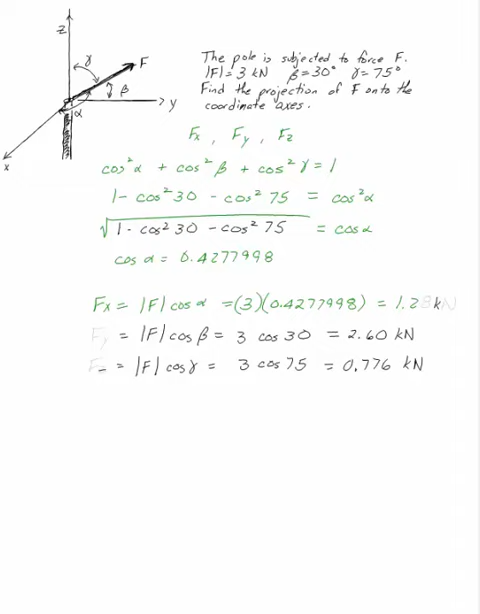 z
γ
F
β
y
α
x
The pole is subjected to force F.
|F| = 3 kN β = 30° γ = 75°
Find the projection of F onto the
coordinate axes.
Fx , Fy , Fz
cos²α + cos²β + cos²γ = 1
1 - cos²30 - cos²75 = cos²α
√1 - cos²30 - cos²75 = cosα
cos α = 0.4277998
Fx = |F| cos α = (3)(0.4277998) = 1.28 kN
Fy = |F| cos β = 3 cos 30 = 2.60 kN
Fz = |F| cos γ = 3 cos 75 = 0.776 kN